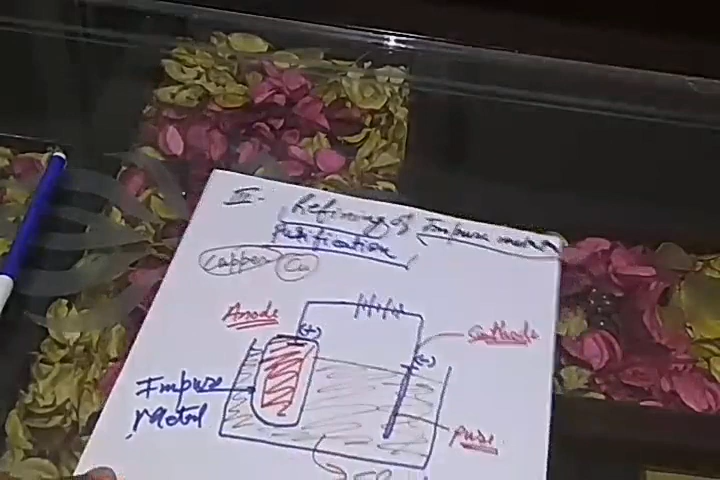 III. Refining of Impure metal
Purification
Copper Cu
Anode
(+)
Cathode
(-)
Impure
Metal
pure